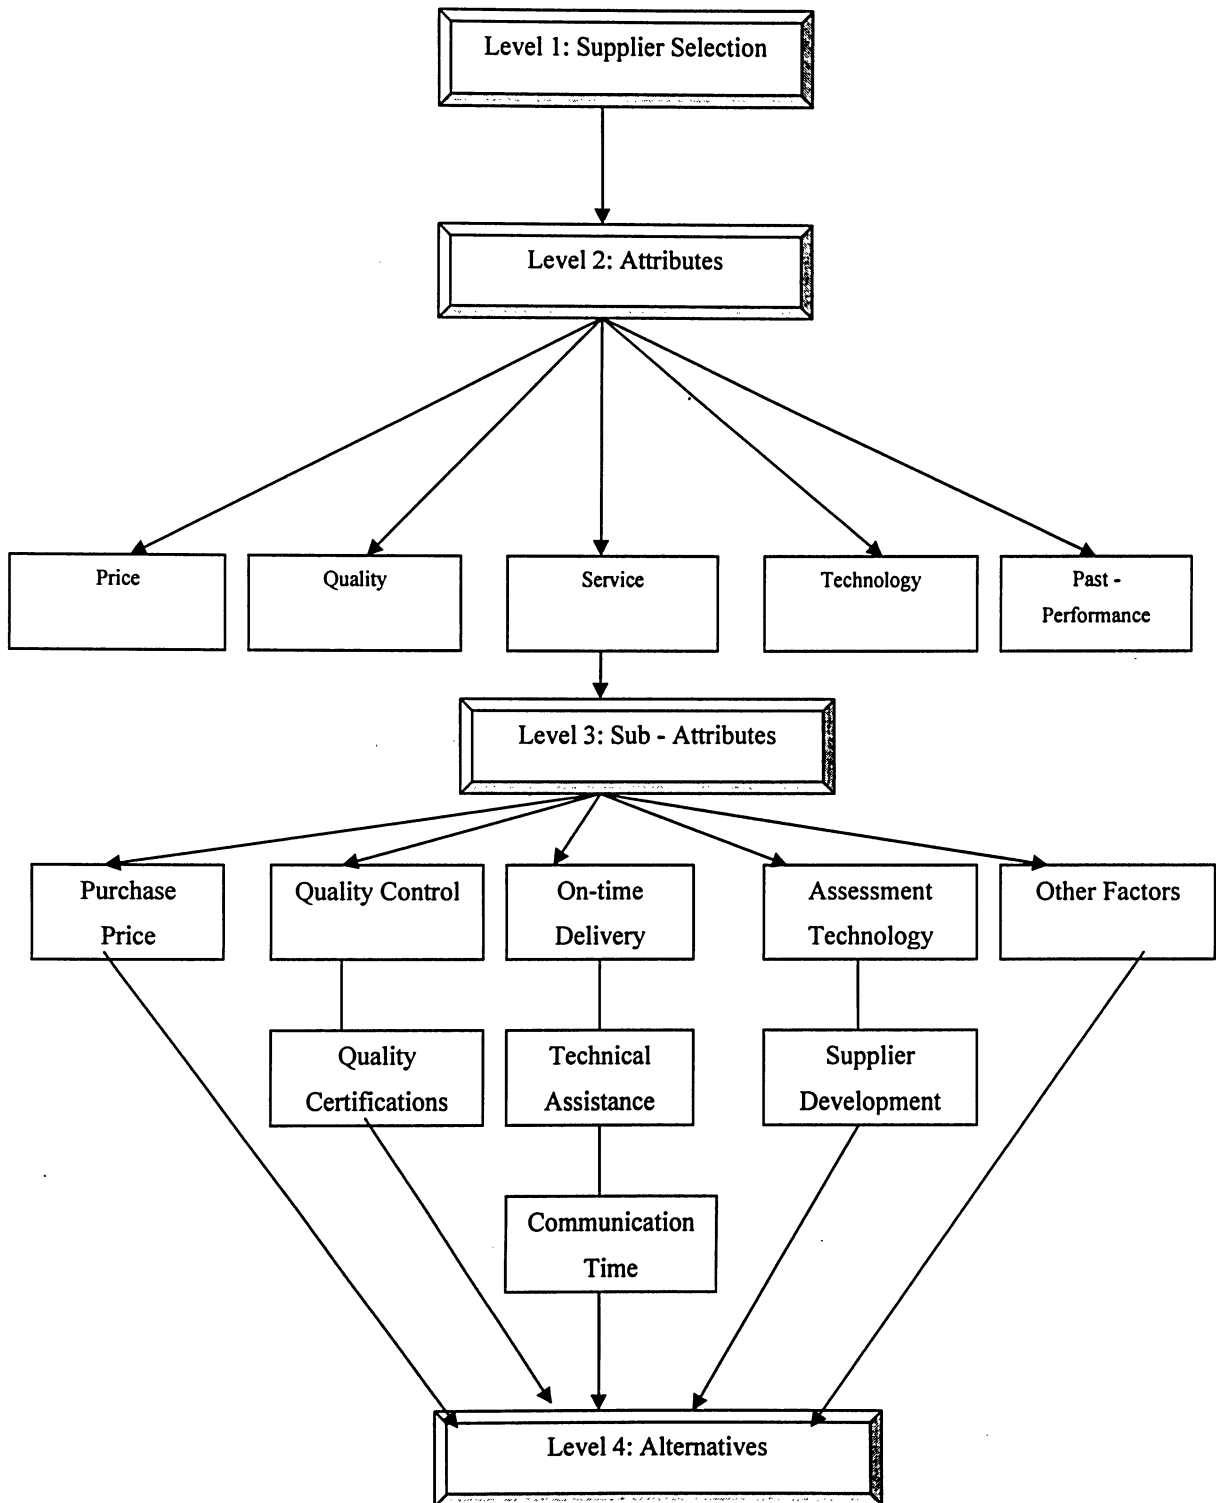 Level 1: Supplier Selection
Level 2: Attributes
Price
Quality
Service
Technology
Past -
Performance
Level 3: Sub - Attributes
Purchase
Price
Quality Control
On-time
Delivery
Assessment
Technology
Other Factors
Quality
Certifications
Technical
Assistance
Supplier
Development
Communication
Time
Level 4: Alternatives